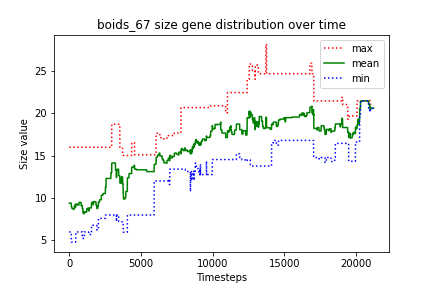 boids_67 size gene distribution over time
Size value
25
20
15
10
5
max
mean
min
0
5000
10000
15000
20000
Timesteps